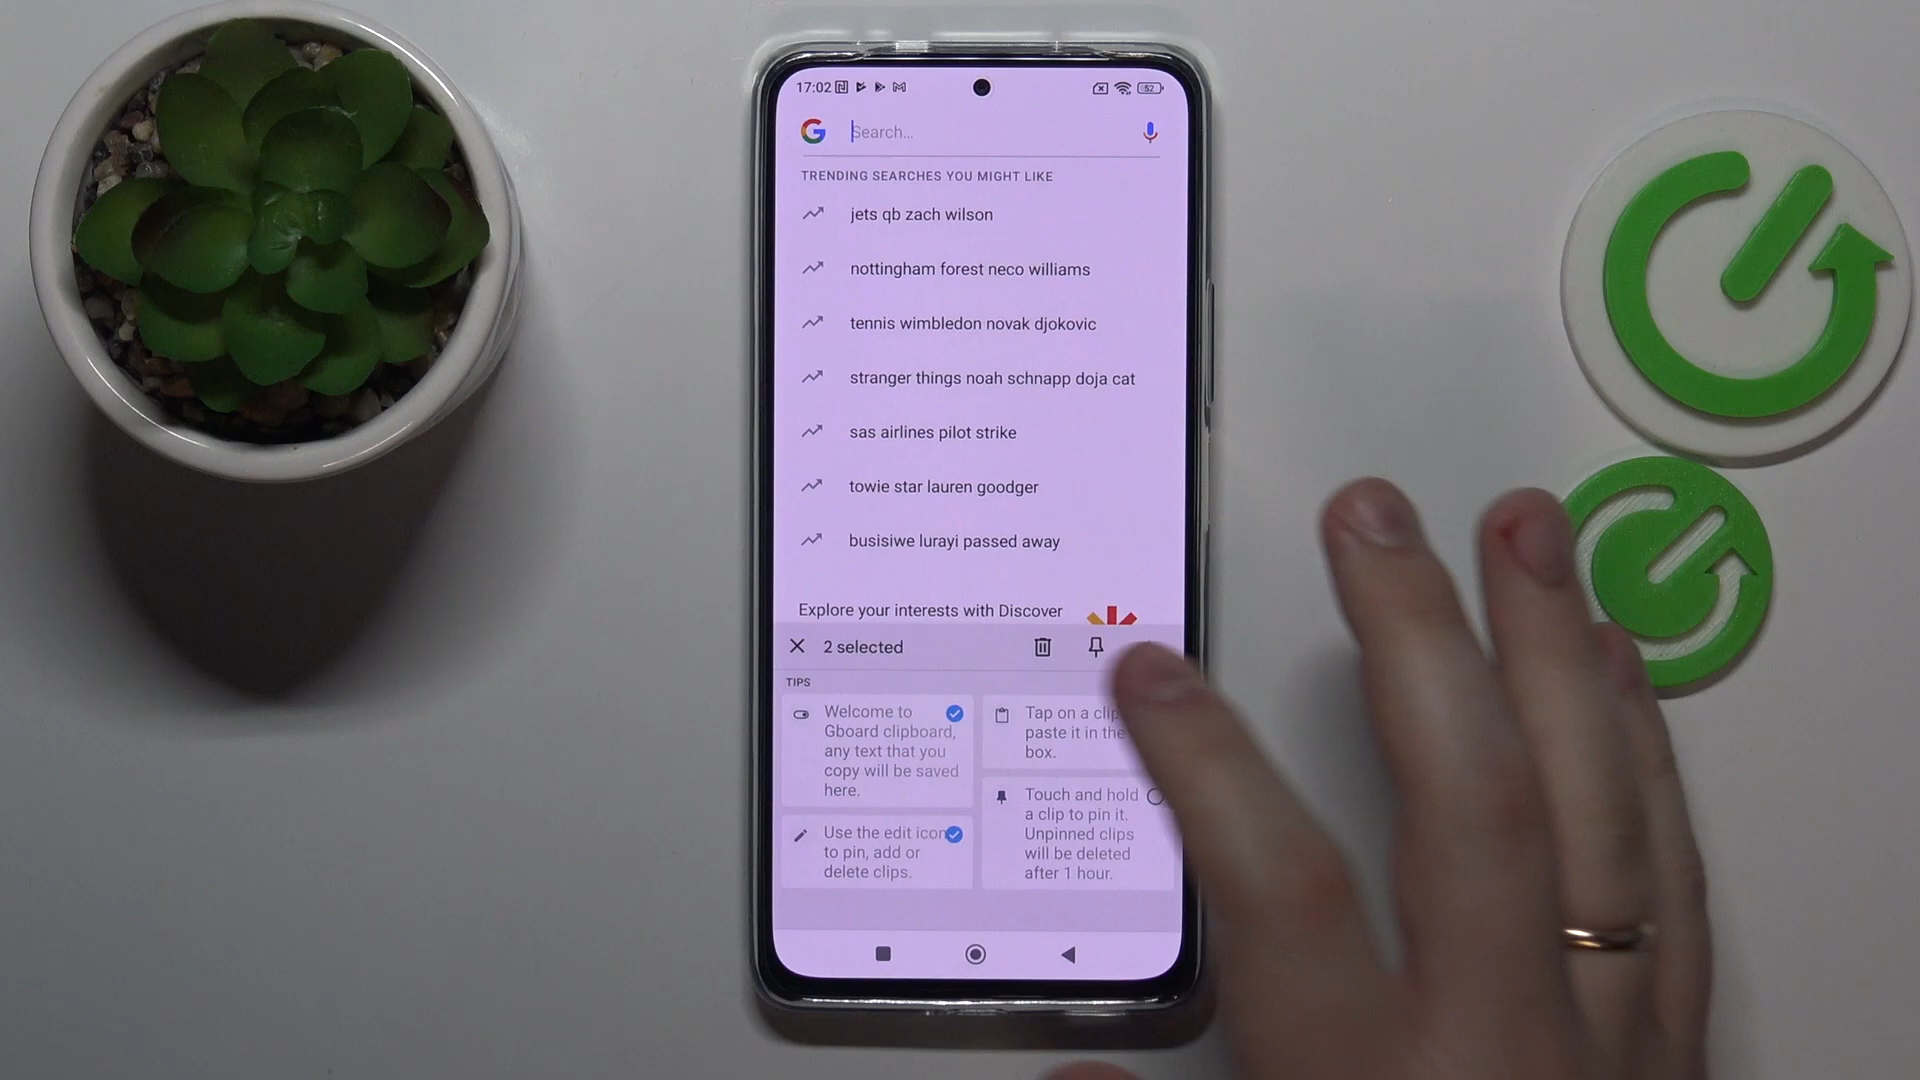 17:02
52
Search...
TRENDING SEARCHES YOU MIGHT LIKE
jets qb zach wilson
nottingham forest neco williams
tennis wimbledon novak djokovic
stranger things noah schnapp doja cat
sas airlines pilot strike
towie star lauren goodger
busisiwe lurayi passed away
Explore your interests with Discover
2 selected
TIPS
Welcome to
Gboard clipboard,
any text that you
copy will be saved
here.
Use the edit icon
to pin, add or
delete clips.
Tap on a clip
paste it in the
box.
Touch and hold
a clip to pin it.
Unpinned clips
will be deleted
after 1 hour.